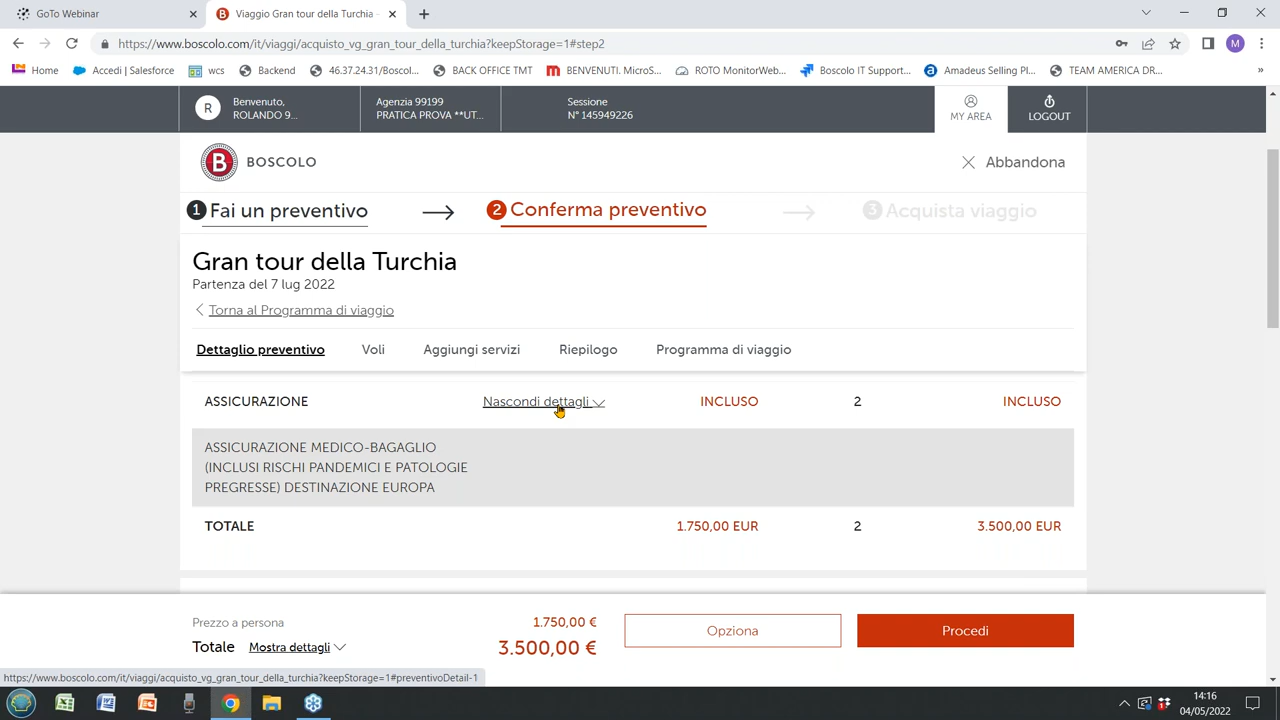 GoTo Webinar
B Viaggio Gran tour della Turchia -
https://www.boscolo.com/it/viaggi/acquisto_vg_gran_tour_della_turchia?keepStorage=1#step2
M
Home Accedi | Salesforce wcs Backend 46.37.24.31/Boscol... BACK OFFICE TMT BENVENUTI. MicroS... ROTO MonitorWeb... Boscolo IT Support... Amadeus Selling Pl... TEAM AMERICA DR... »
R Benvenuto, ROLANDO 9...
Agenzia 99199 PRATICA PROVA **UT...
Sessione N° 145949226
MY AREA LOGOUT
B BOSCOLO Abbandona
1 Fai un preventivo 2 Conferma preventivo 3 Acquista viaggio
Gran tour della Turchia
Partenza del 7 lug 2022
Torna al Programma di viaggio
Dettaglio preventivo Voli Aggiungi servizi Riepilogo Programma di viaggio
ASSICURAZIONE Nascondi dettagli INCLUSO 2 INCLUSO
ASSICURAZIONE MEDICO-BAGAGLIO
(INCLUSI RISCHI PANDEMICI E PATOLOGIE
PREGRESSE) DESTINAZIONE EUROPA
TOTALE 1.750,00 EUR 2 3.500,00 EUR
Prezzo a persona 1.750,00 €
Totale Mostra dettagli 3.500,00 €
Opziona Procedi
https://www.boscolo.com/it/viaggi/acquisto_vg_gran_tour_della_turchia?keepStorage=1#preventivoDetail-1
14:16
04/05/2022